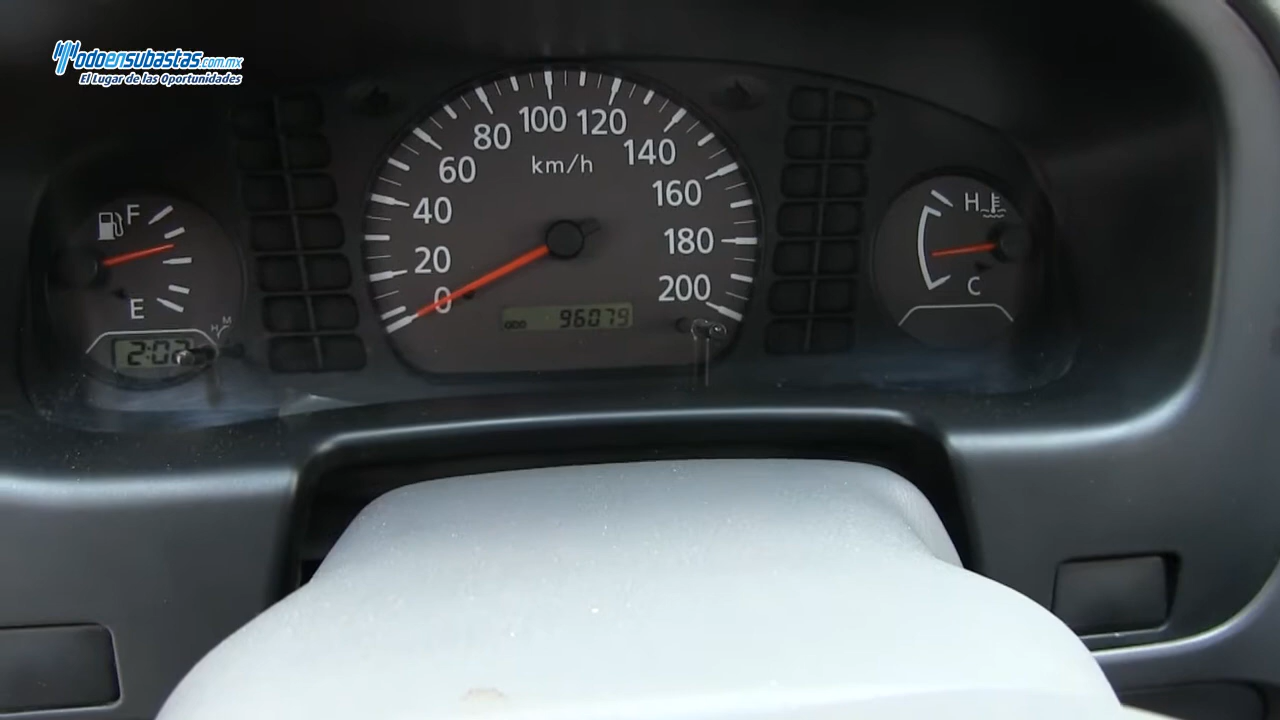 Todoensubastas.com.mx
El Lugar de las Oportunidades
0
20
40
60
80
100
120
140
160
180
200
km/h
ODO 96079
F
E
H M
H
C